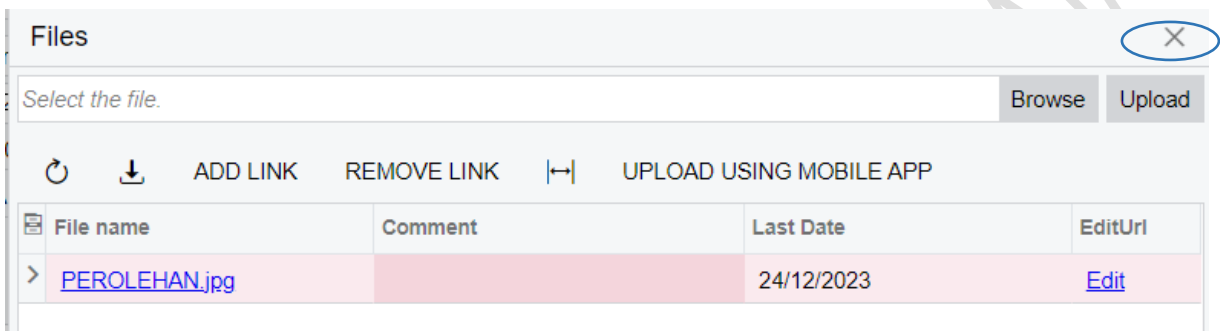 Files
Select the file. Browse Upload
ADD LINK REMOVE LINK UPLOAD USING MOBILE APP
File name Comment Last Date EditUrl
PEROLEHAN.jpg 24/12/2023 Edit